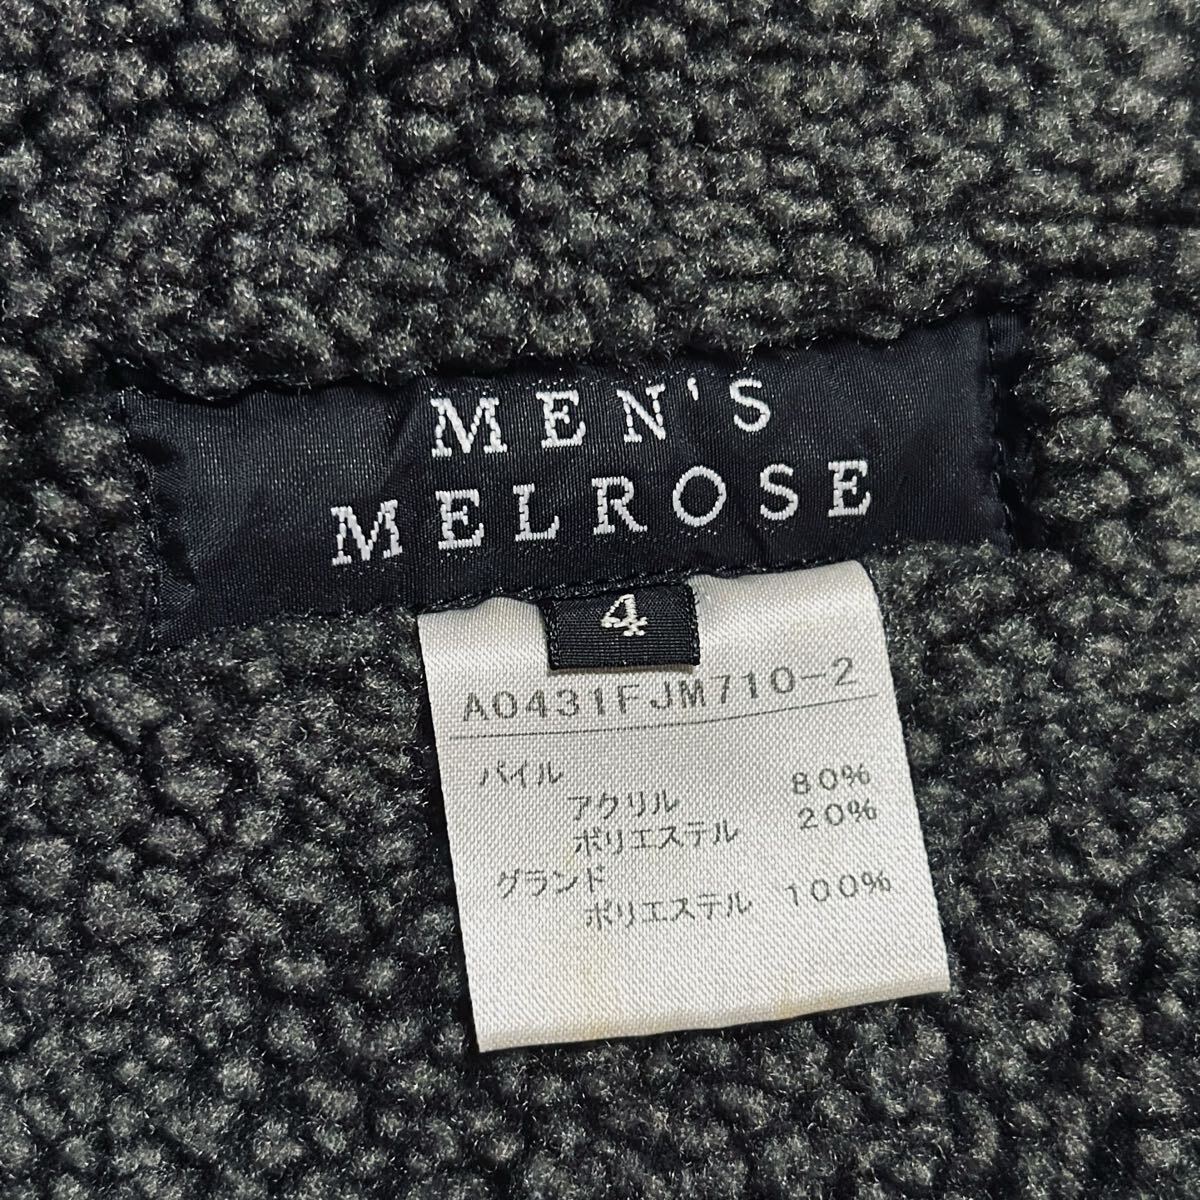 MEN'S
MELROSE
4
A0431FJM710-2
パイル
アクリル 80%
ポリエステル 20%
グランド
ポリエステル 100%